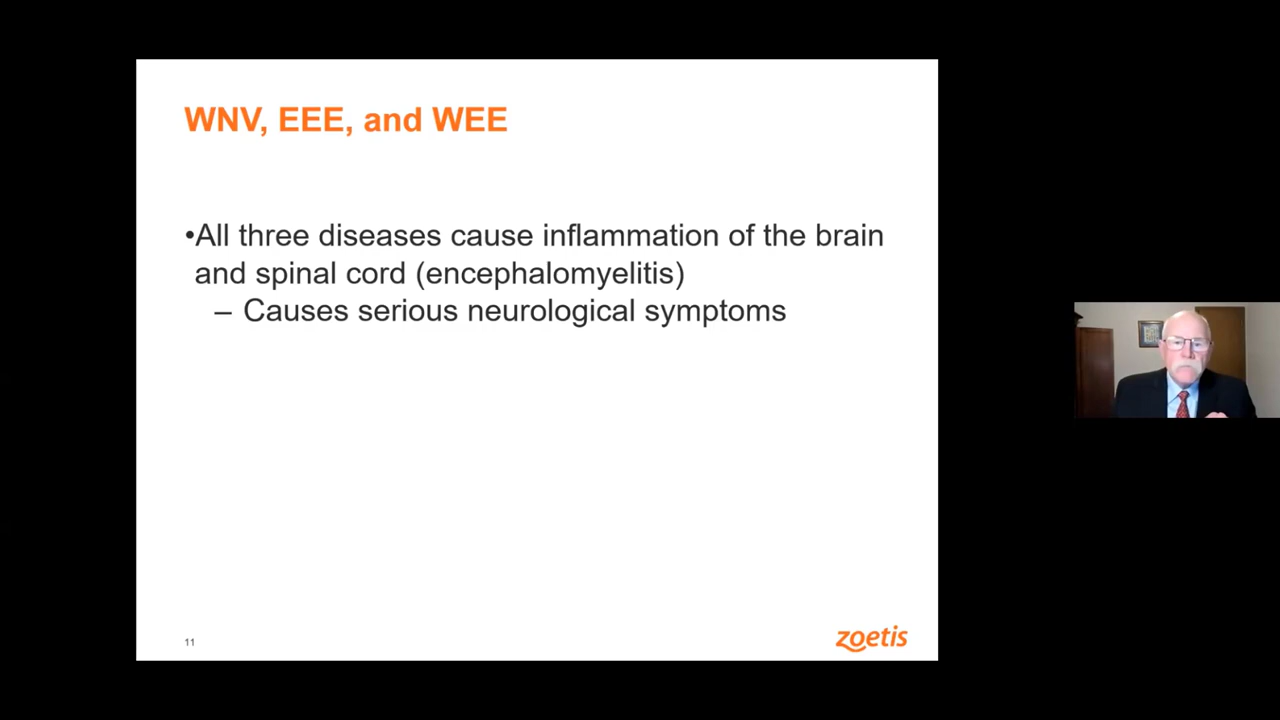 WNV, EEE, and WEE
•All three diseases cause inflammation of the brain
and spinal cord (encephalomyelitis)
– Causes serious neurological symptoms
11
zoetis